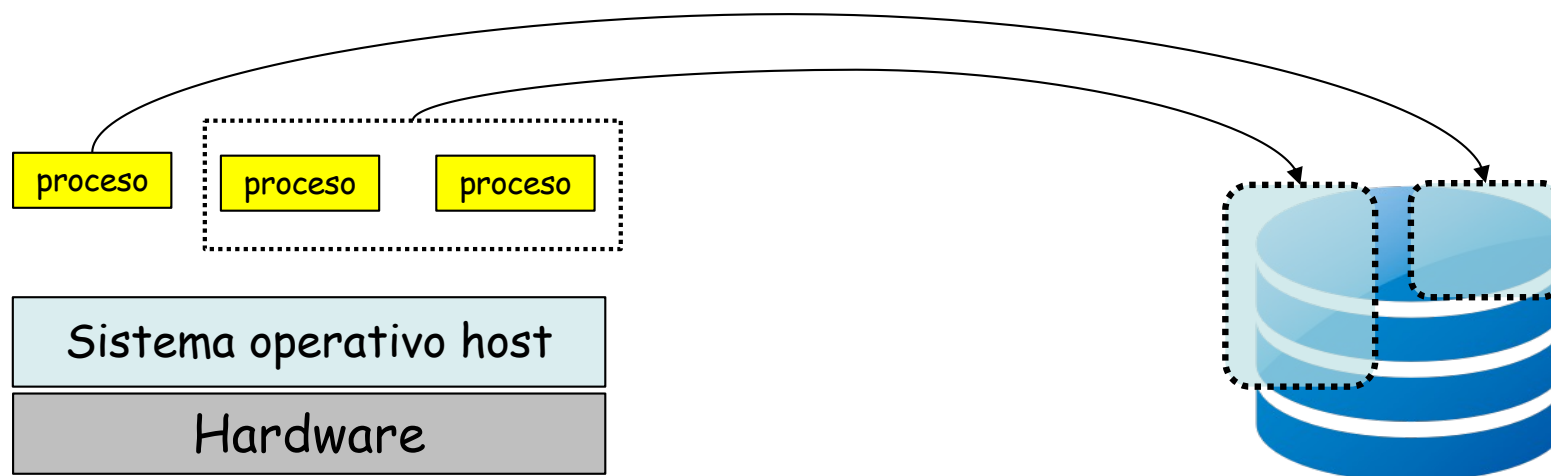 proceso
proceso
proceso
Sistema operativo host
Hardware